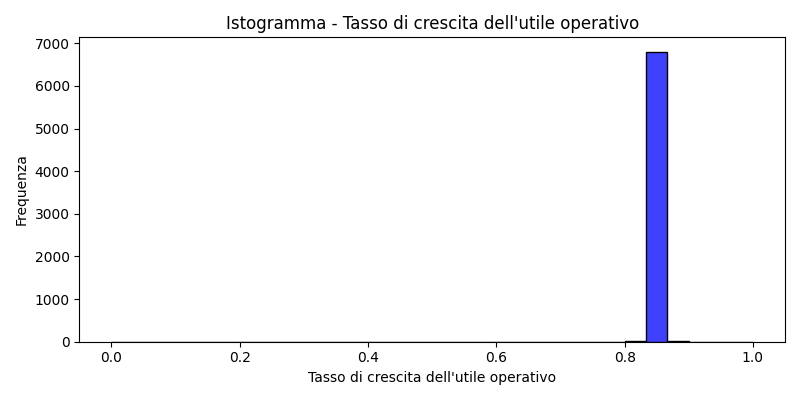 Istogramma - Tasso di crescita dell'utile operativo
7000
6000
5000
4000
3000
2000
1000
0
Frequenza
0.0 0.2 0.4 0.6 0.8 1.0
Tasso di crescita dell'utile operativo